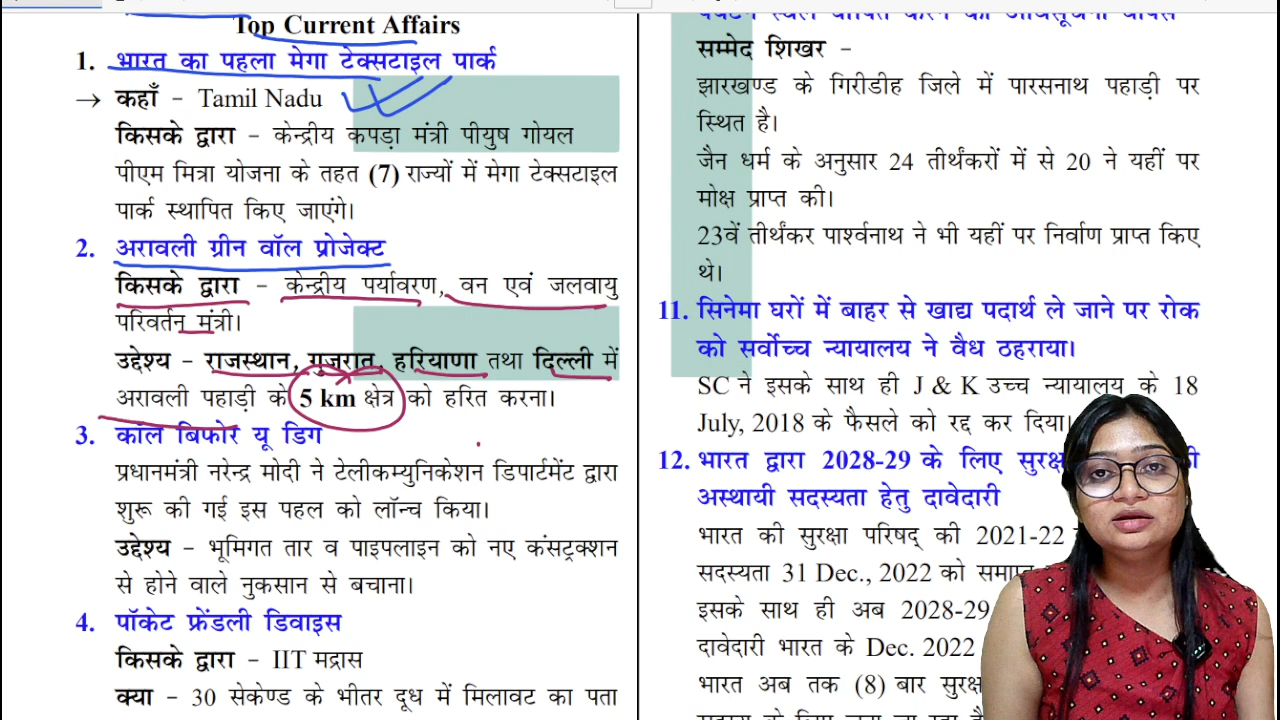 Top Current Affairs
1. भारत का पहला मेगा टेक्सटाइल पार्क
→ कहाँ - Tamil Nadu
किसके द्वारा - केन्द्रीय कपड़ा मंत्री पीयुष गोयल
पीएम मित्रा योजना के तहत (7) राज्यों में मेगा टेक्सटाइल
पार्क स्थापित किए जाएंगे।
2. अरावली ग्रीन वॉल प्रोजेक्ट
किसके द्वारा - केन्द्रीय पर्यावरण, वन एवं जलवायु
परिवर्तन मंत्री।
उद्देश्य - राजस्थान, गुजरात, हरियाणा तथा दिल्ली में
अरावली पहाड़ी के 5 km क्षेत्र को हरित करना।
3. कॉल बिफोर यू डिग
प्रधानमंत्री नरेन्द्र मोदी ने टेलीकम्युनिकेशन डिपार्टमेंट द्वारा
शुरू की गई इस पहल को लॉन्च किया।
उद्देश्य - भूमिगत तार व पाइपलाइन को नए कंसट्रक्शन
से होने वाले नुकसान से बचाना।
4. पॉकेट फ्रेंडली डिवाइस
किसके द्वारा - IIT मद्रास
क्या - 30 सेकेण्ड के भीतर दूध में मिलावट का पता
सम्मेद शिखर -
झारखण्ड के गिरीडीह जिले में पारसनाथ पहाड़ी पर
स्थित है।
जैन धर्म के अनुसार 24 तीर्थंकरों में से 20 ने यहीं पर
मोक्ष प्राप्त की।
23वें तीर्थंकर पार्श्वनाथ ने भी यहीं पर निर्वाण प्राप्त किए
थे।
11. सिनेमा घरों में बाहर से खाद्य पदार्थ ले जाने पर रोक
को सर्वोच्च न्यायालय ने वैध ठहराया।
SC ने इसके साथ ही J & K उच्च न्यायालय के 18
July, 2018 के फैसले को रद्द कर दिया।
12. भारत द्वारा 2028-29 के लिए
अस्थायी सदस्यता हेतु दावेदारी
भारत की सुरक्षा परिषद् की 2021-22
सदस्यता 31 Dec., 2022 को
इसके साथ ही अब 2028-29
दावेदारी भारत के Dec. 2022
भारत अब तक (8) बार